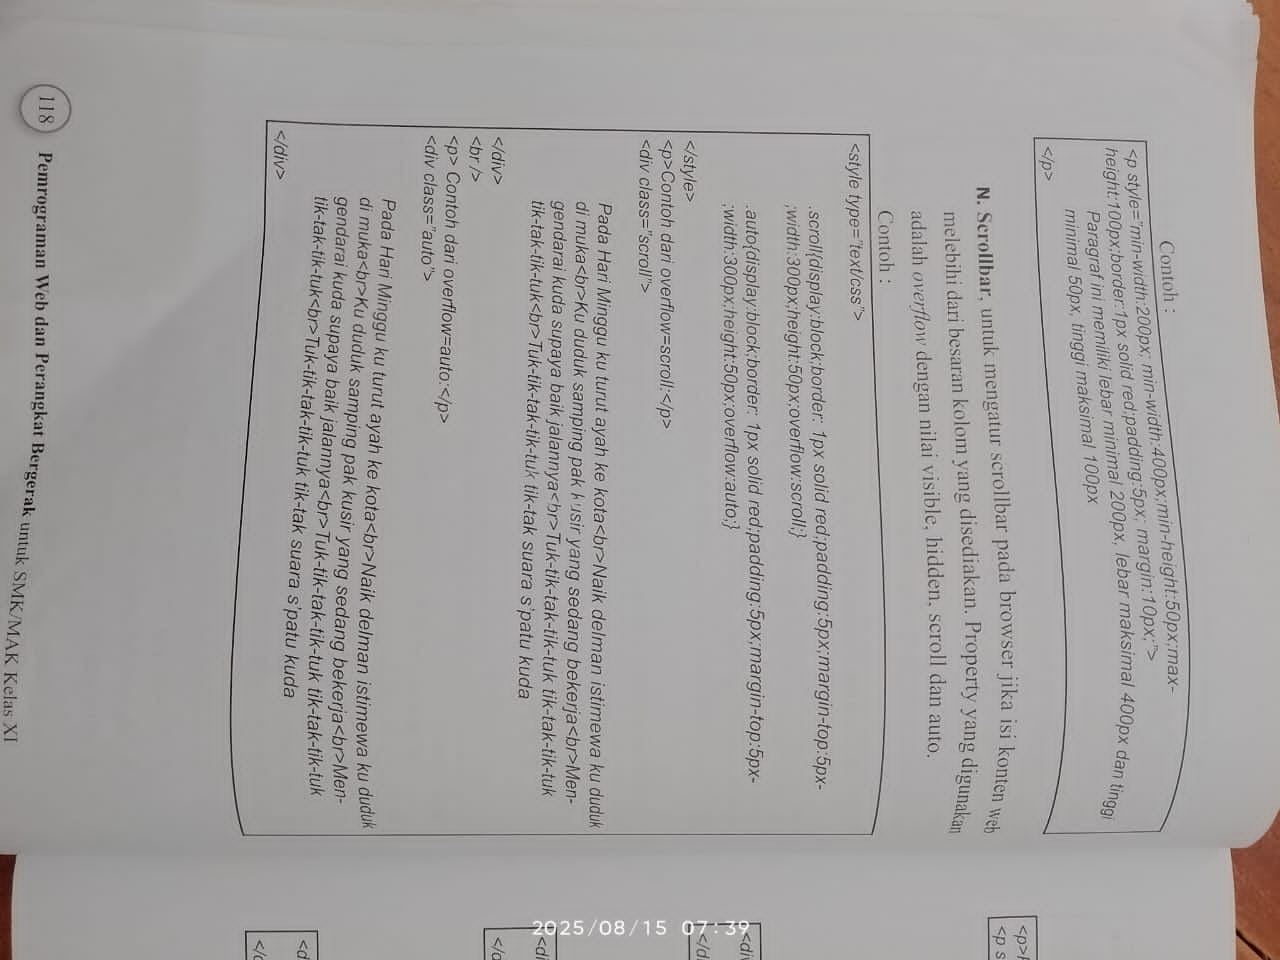 Contoh :
<p style="min-width:200px; min-width:400px;min-height:50px;max-
height:100px:border:1px solid red:padding:5px; margin:10px;">
Paragraf ini memiliki lebar minimal 200px, lebar maksimal 400px dan tinggi
minimal 50px, tinggi maksimal 100px
</p>
N. Scrollbar, untuk mengatur scrollbar pada browser jika isi konten web
melebihi dari besaran kolom yang disediakan. Property yang digunakan
adalah overflow dengan nilai visible, hidden, scroll dan auto.
Contoh :
<style type="text/css">
.scroll{display:block:border: 1px solid red;padding:5px;margin-top:5px-
;width:300px;height:50px:overflow:scroll;}
.auto{display:block:border: 1px solid red;padding:5px;margin-top:5px-
;width:300px;height:50px:overflow:auto;}
</style>
<p>Contoh dari overflow=scroll:</p>
<div class="scroll">
Pada Hari Minggu ku turut ayah ke kota<br>Naik delman istimewa ku duduk
di muka<br>Ku duduk samping pak kusir yang sedang bekerja<br>Men-
gendarai kuda supaya baik jalannya<br>Tuk-tik-tak-tik-tuk tik-tak-tik-tuk
tik-tak-tik-tuk<br>Tuk-tik-tak-tik-tuk tik-tak suara s'patu kuda
</div>
<br />
<p> Contoh dari overflow=auto:</p>
<div class="auto">
Pada Hari Minggu ku turut ayah ke kota<br>Naik delman istimewa ku duduk
di muka<br>Ku duduk samping pak kusir yang sedang bekerja<br>Men-
gendarai kuda supaya baik jalannya<br>Tuk-tik-tak-tik-tuk tik-tak-tik-tuk
tik-tak-tik-tuk<br>Tuk-tik-tak-tik-tuk tik-tak suara s'patu kuda
</div>
118 Pemrograman Web dan Perangkat Bergerak untuk SMK/MAK Kelas XI
<p s
<div
</di
<di
<d
2025/08/15 07:39